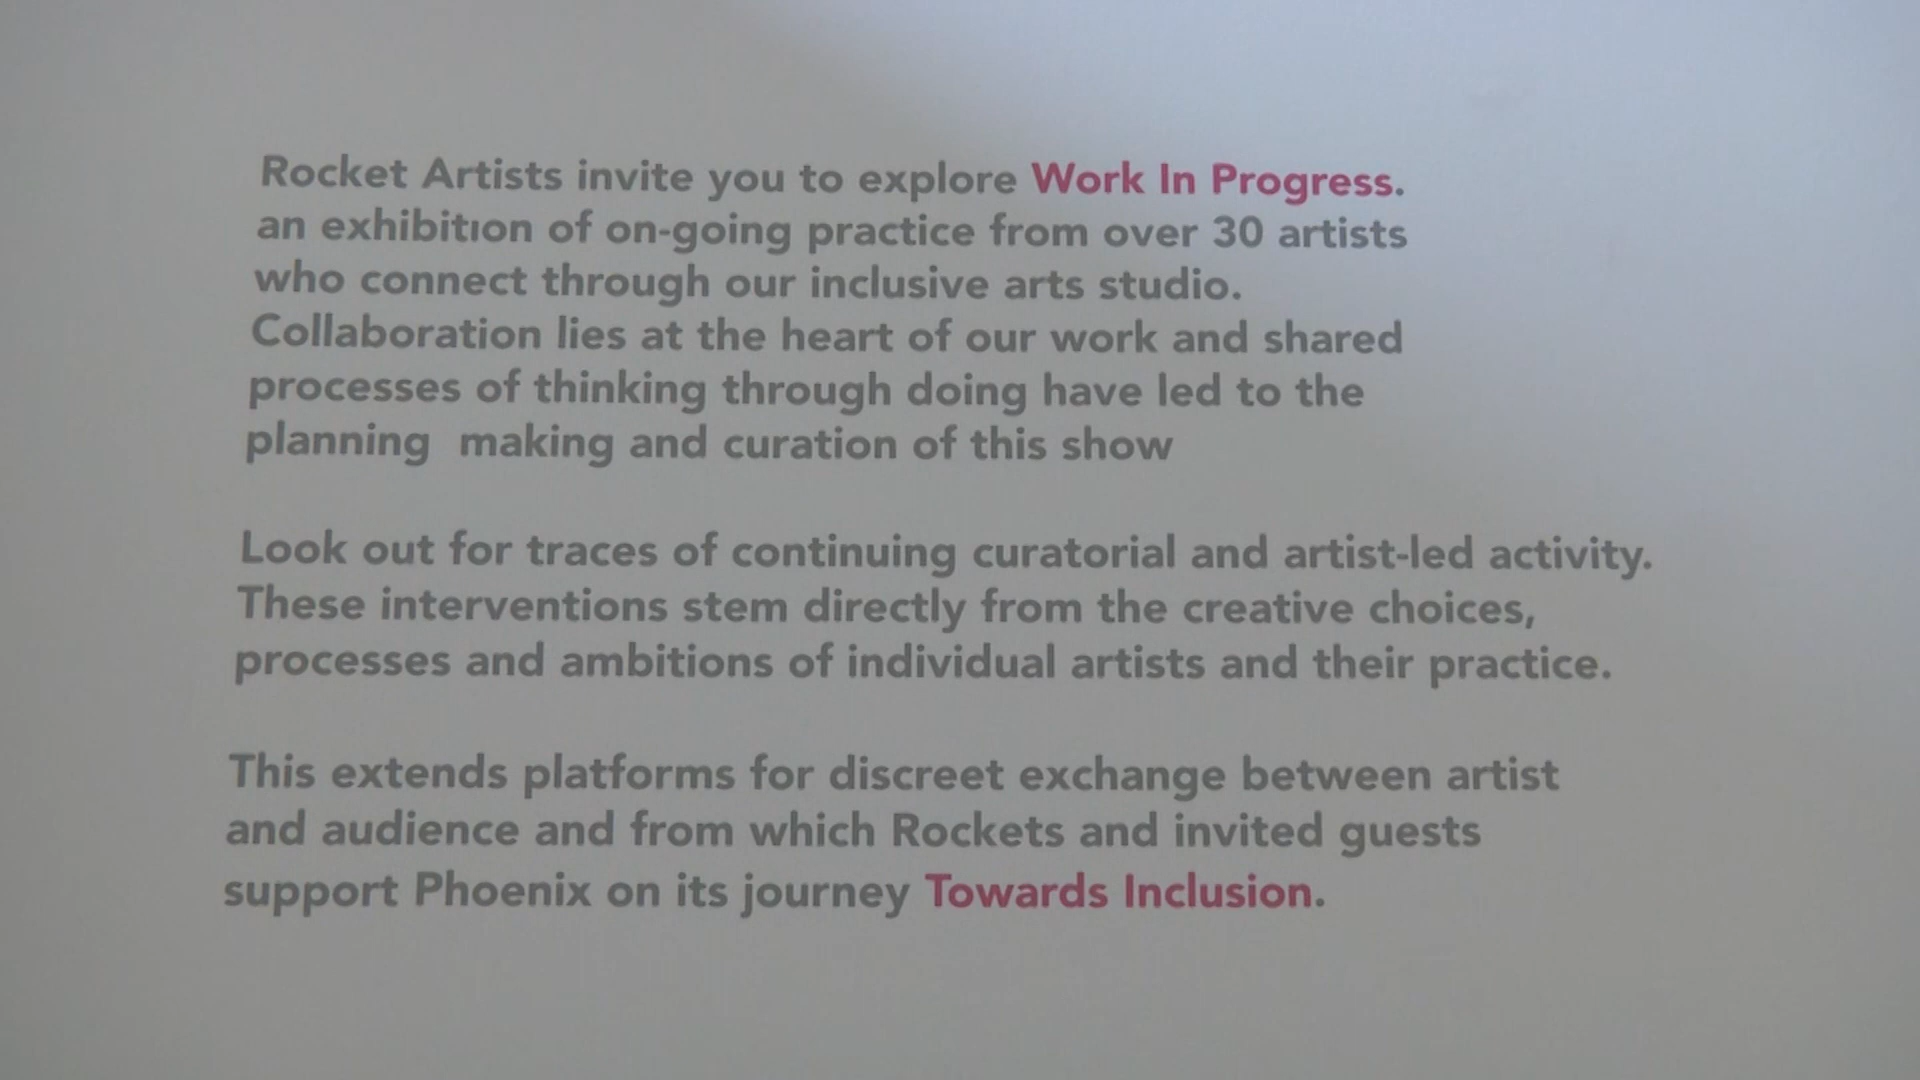 Rocket Artists invite you to explore Work In Progress.
an exhibition of on-going practice from over 30 artists
who connect through our inclusive arts studio.
Collaboration lies at the heart of our work and shared
processes of thinking through doing have led to the
planning making and curation of this show
Look out for traces of continuing curatorial and artist-led activity.
These interventions stem directly from the creative choices,
processes and ambitions of individual artists and their practice.
This extends platforms for discreet exchange between artist
and audience and from which Rockets and invited guests
support Phoenix on its journey Towards Inclusion.